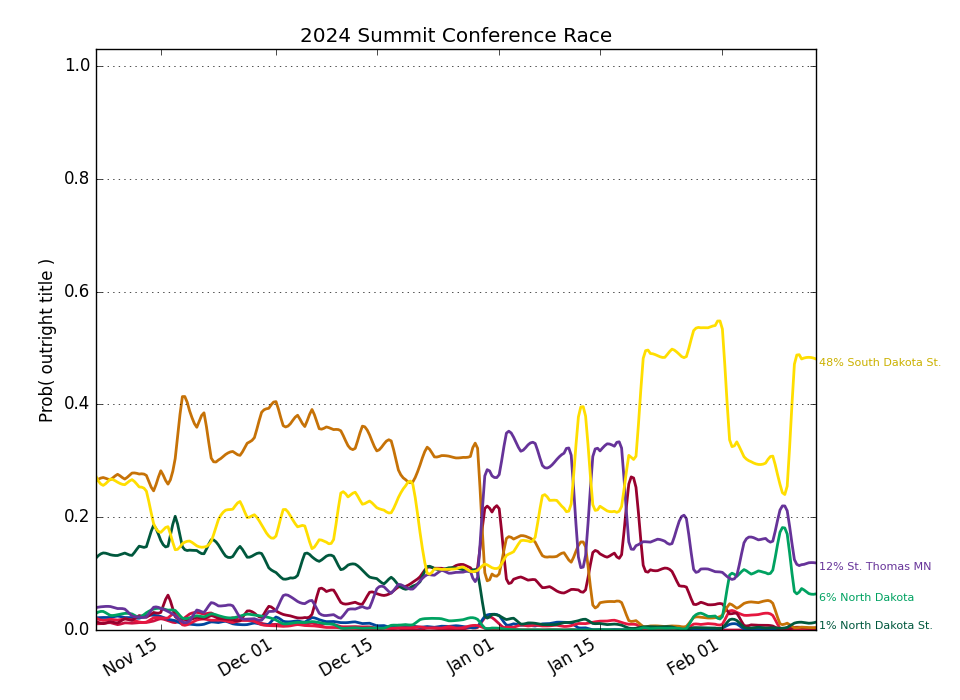 2024 Summit Conference Race
Prob( outright title )
1.0
0.8
0.6
0.4
0.2
0.0
Nov 15
Dec 01
Dec 15
Jan 01
Jan 15
Feb 01
48% South Dakota St.
12% St. Thomas MN
6% North Dakota
1% North Dakota St.